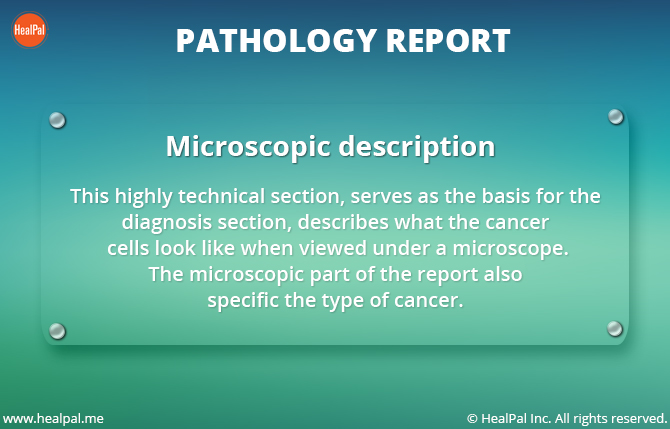 HealPal
PATHOLOGY REPORT
Microscopic description
This highly technical section, serves as the basis for the
diagnosis section, describes what the cancer
cells look like when viewed under a microscope.
The microscopic part of the report also
specific the type of cancer.
www.healpal.me
© HealPal Inc. All rights reserved.